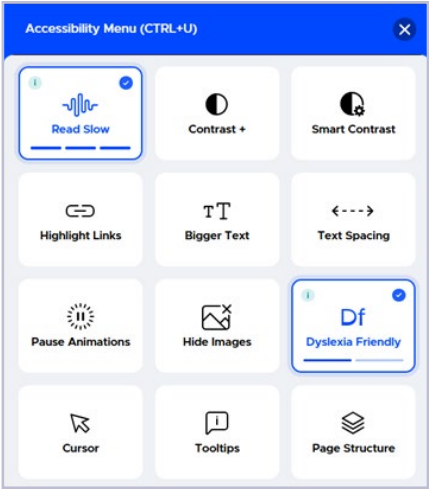 Accessibility Menu (CTRL+U)
Read Slow
Contrast +
Smart Contrast
TT
Highlight Links
Bigger Text
Text Spacing
Df
Pause Animations
Hide Images
Dyslexia Friendly
Cursor
Tooltips
Page Structure